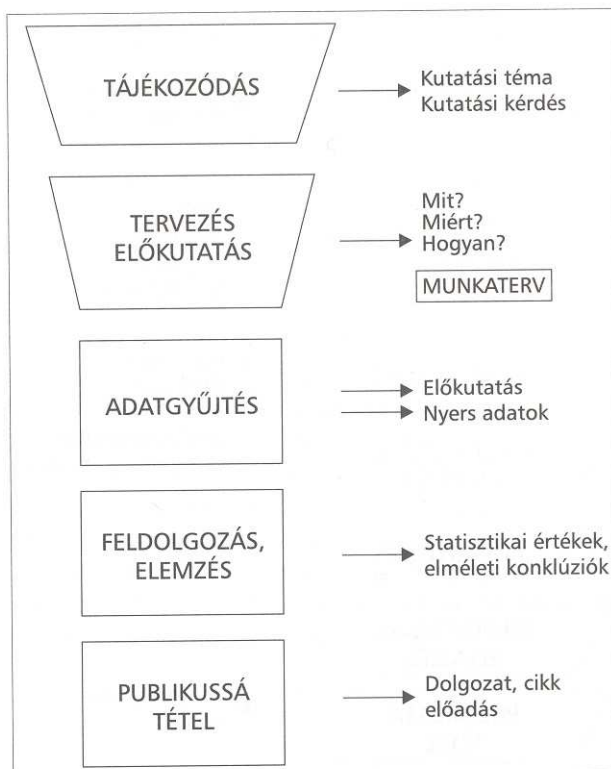 TÁJÉKOZÓDÁS
Kutatási téma
Kutatási kérdés
TERVEZÉS
ELŐKUTATÁS
Mit?
Miért?
Hogyan?
MUNKATERV
ADATGYŰJTÉS
Előkutatás
Nyers adatok
FELDOLGOZÁS,
ELEMZÉS
Statisztikai értékek,
elméleti konklúziók
PUBLIKUSSÁ
TÉTEL
Dolgozat, cikk
előadás